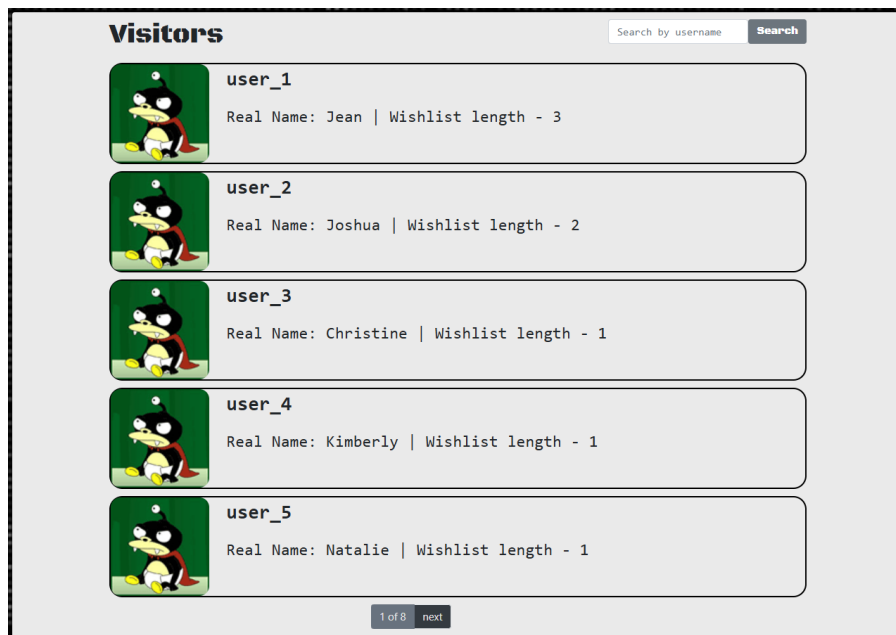 Visitors
Search by username
Search
user_1
Real Name: Jean | Wishlist length - 3
user_2
Real Name: Joshua | Wishlist length - 2
user_3
Real Name: Christine | Wishlist length - 1
user_4
Real Name: Kimberly | Wishlist length - 1
user_5
Real Name: Natalie | Wishlist length - 1
1 of 8
next